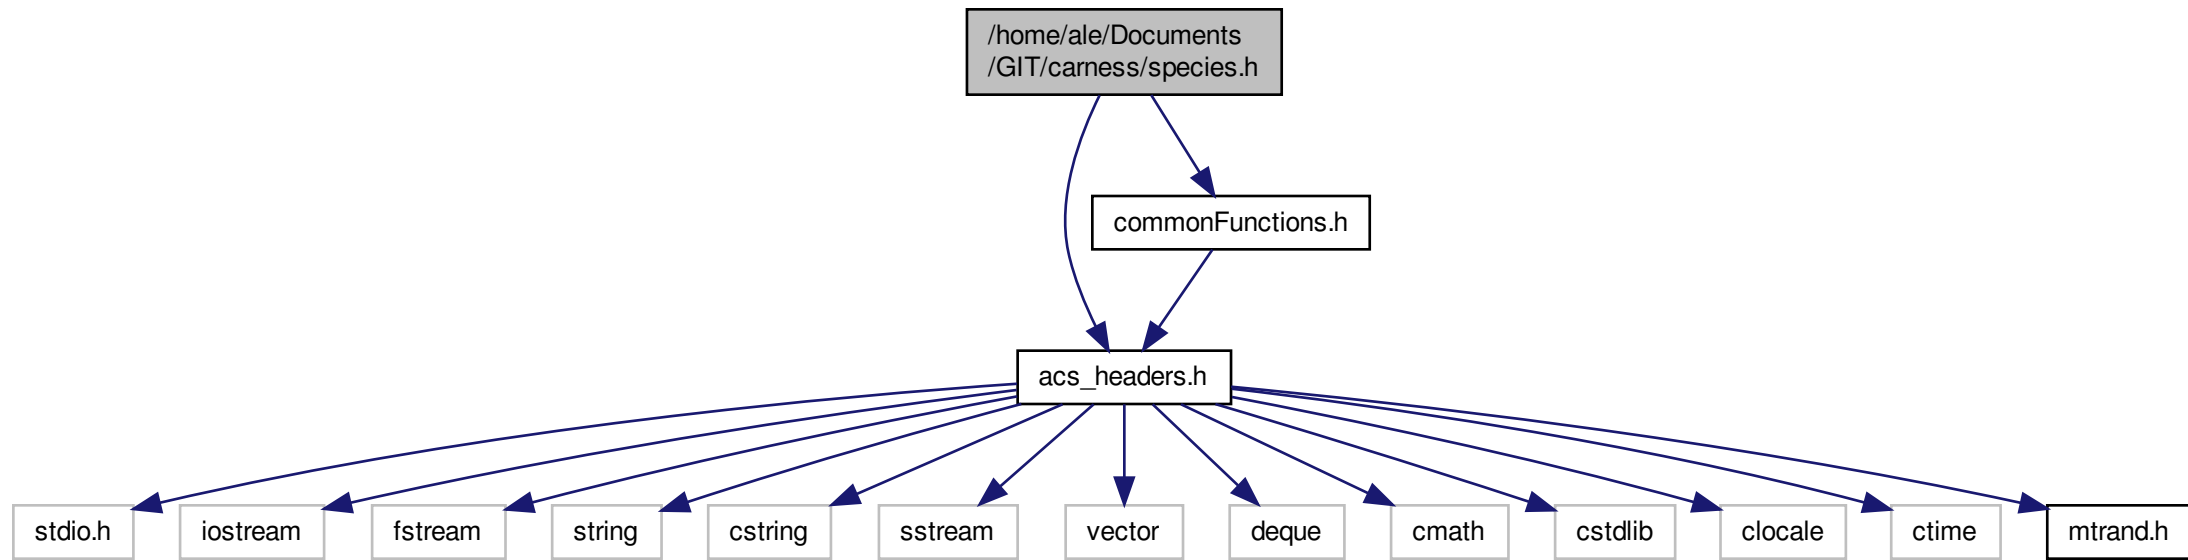 /home/ale/Documents
/GIT/carness/species.h
commonFunctions.h
acs_headers.h
stdio.h
iostream
fstream
string
cstring
sstream
vector
deque
cmath
cstdlib
clocale
ctime
mtrand.h